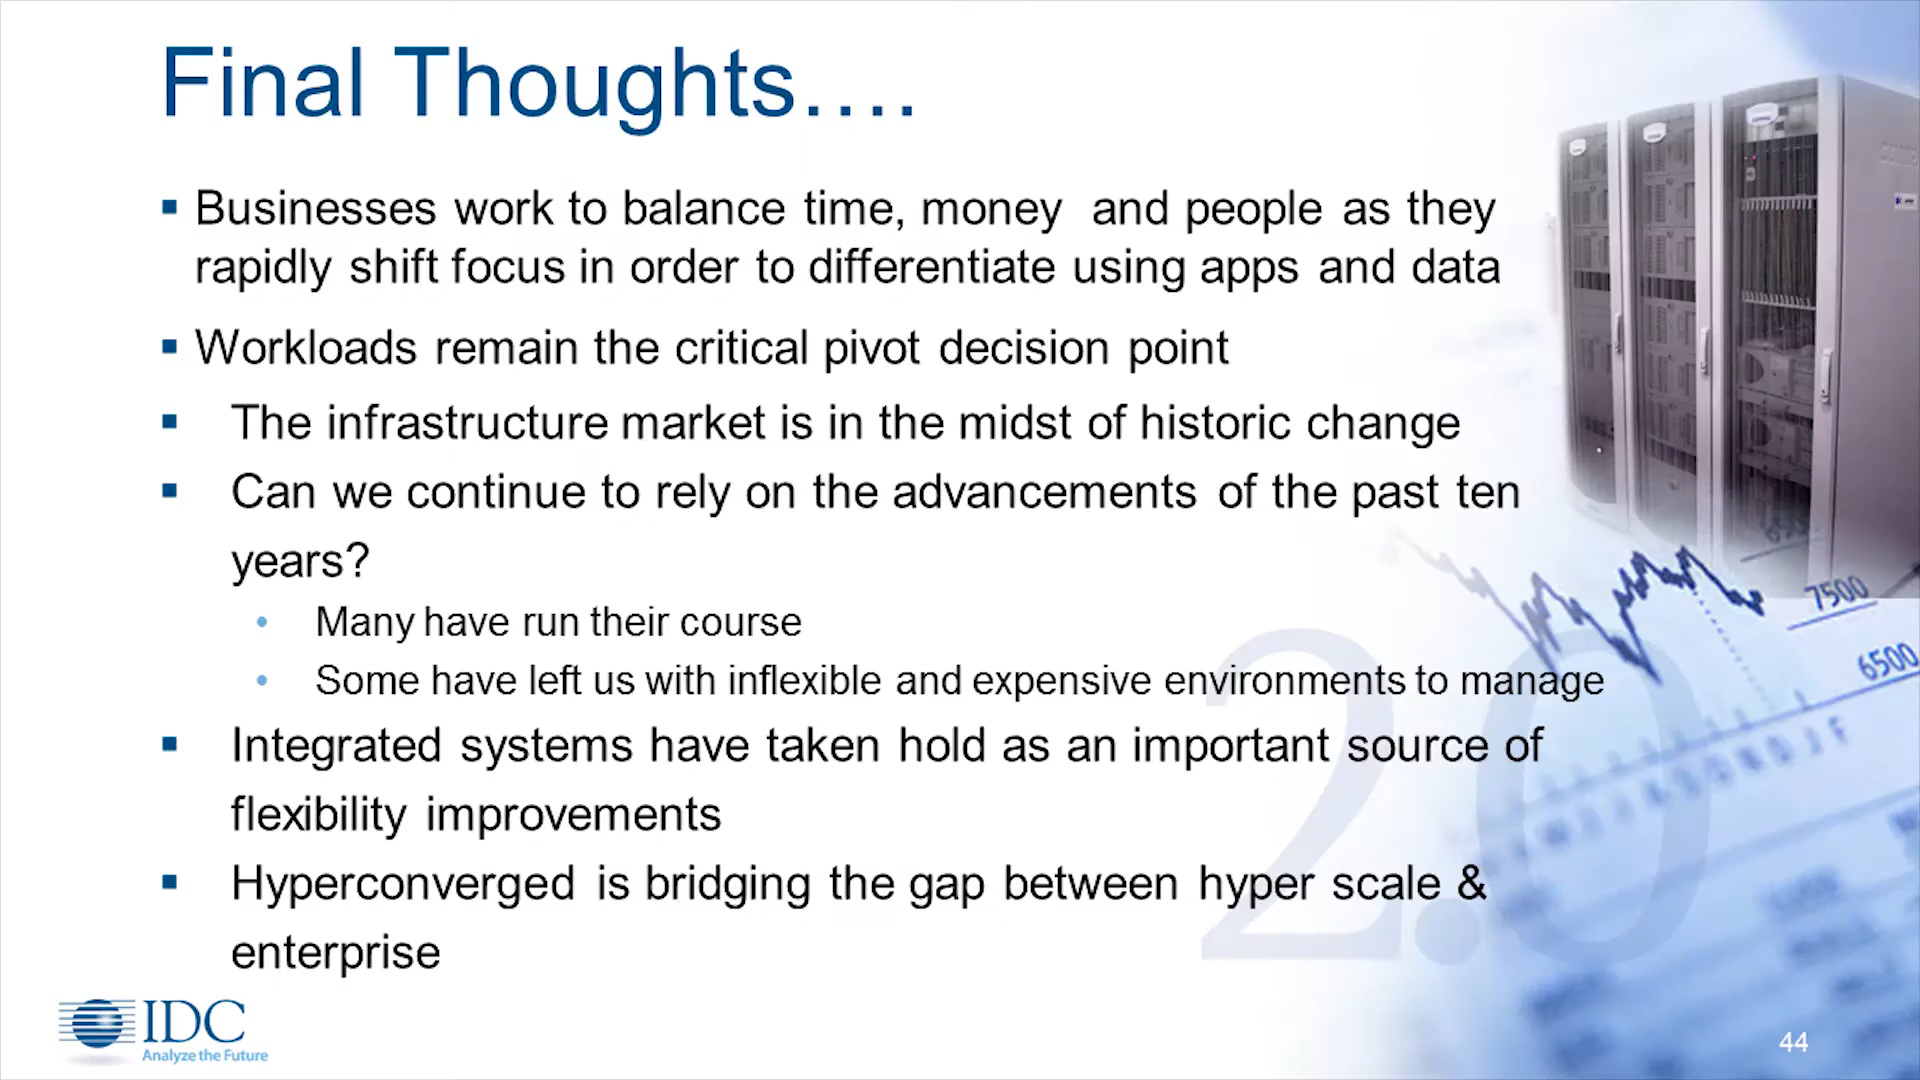 Final Thoughts….
Businesses work to balance time, money and people as they
rapidly shift focus in order to differentiate using apps and data
Workloads remain the critical pivot decision point
The infrastructure market is in the midst of historic change
Can we continue to rely on the advancements of the past ten
years?
Many have run their course
Some have left us with inflexible and expensive environments to manage
Integrated systems have taken hold as an important source of
flexibility improvements
Hyperconverged is bridging the gap between hyper scale &
enterprise
7500
6500
2.0
IDC
Analyze the Future
44